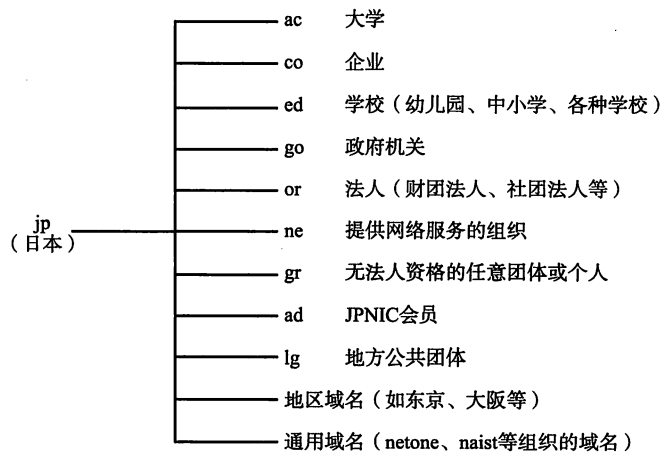 ac 大学
co 企业
ed 学校（幼儿园、中小学、各种学校）
go 政府机关
or 法人（财团法人、社团法人等）
jp
（日本）
ne 提供网络服务的组织
gr 无法人资格的任意团体或个人
ad JPNIC会员
lg 地方公共团体
地区域名（如东京、大阪等）
通用域名（netone、naist等组织的域名）